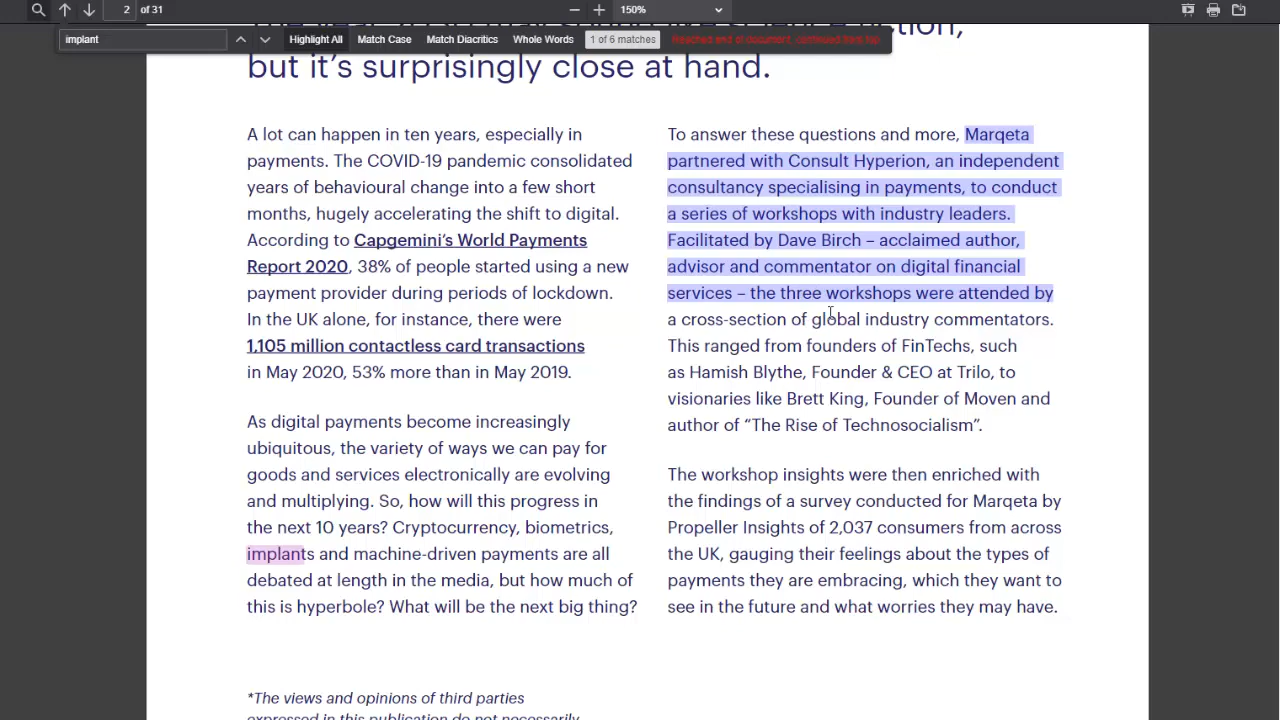 2 of 31
150%
implant
Highlight All
Match Case
Match Diacritics
Whole Words
1 of 6 matches
Reached end of document, continued from top
but it's surprisingly close at hand.
A lot can happen in ten years, especially in
payments. The COVID-19 pandemic consolidated
years of behavioural change into a few short
months, hugely accelerating the shift to digital.
According to Capgemini's World Payments
Report 2020, 38% of people started using a new
payment provider during periods of lockdown.
In the UK alone, for instance, there were
1,105 million contactless card transactions
in May 2020, 53% more than in May 2019.
As digital payments become increasingly
ubiquitous, the variety of ways we can pay for
goods and services electronically are evolving
and multiplying. So, how will this progress in
the next 10 years? Cryptocurrency, biometrics,
implants and machine-driven payments are all
debated at length in the media, but how much of
this is hyperbole? What will be the next big thing?
*The views and opinions of third parties
expressed in this publication do not necessarily
To answer these questions and more, Marqeta
partnered with Consult Hyperion, an independent
consultancy specialising in payments, to conduct
a series of workshops with industry leaders.
Facilitated by Dave Birch – acclaimed author,
advisor and commentator on digital financial
services – the three workshops were attended by
a cross-section of global industry commentators.
This ranged from founders of FinTechs, such
as Hamish Blythe, Founder & CEO at Trilo, to
visionaries like Brett King, Founder of Moven and
author of “The Rise of Technosocialism”.
The workshop insights were then enriched with
the findings of a survey conducted for Marqeta by
Propeller Insights of 2,037 consumers from across
the UK, gauging their feelings about the types of
payments they are embracing, which they want to
see in the future and what worries they may have.